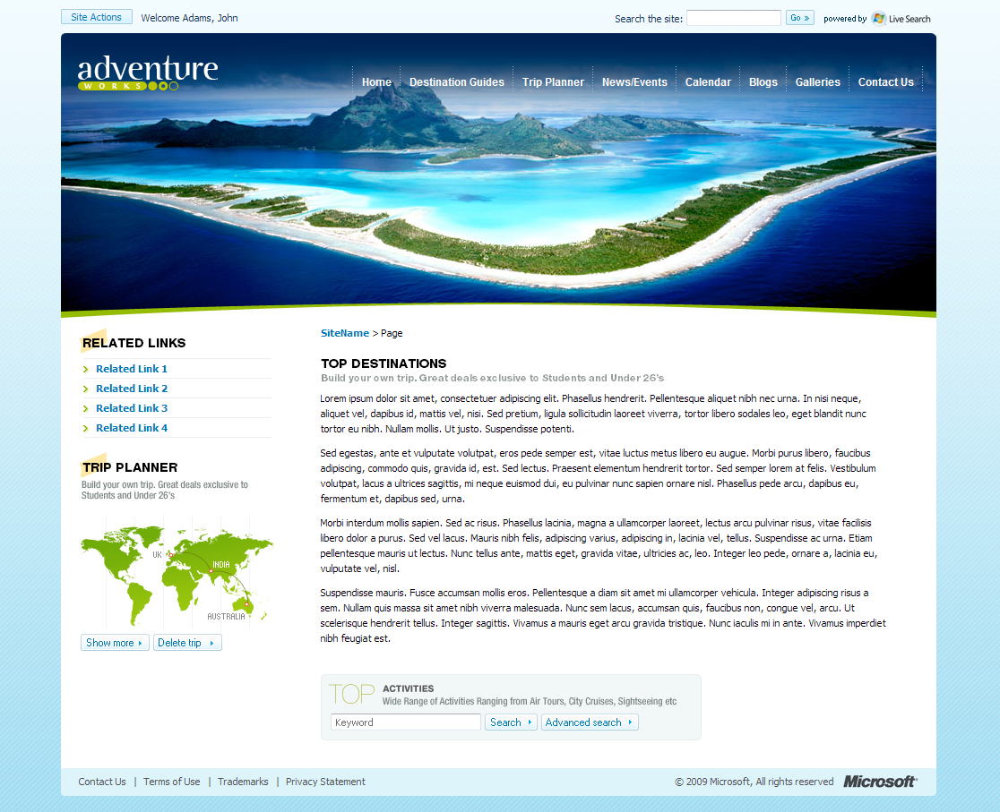 Site Actions Welcome Adams, John Search the site: Go » powered by Live Search
adventure
WORKS
Home Destination Guides Trip Planner News/Events Calendar Blogs Galleries Contact Us
SiteName > Page
RELATED LINKS
Related Link 1
Related Link 2
Related Link 3
Related Link 4
TRIP PLANNER
Build your own trip. Great deals exclusive to
Students and Under 26's
UK
INDIA
AUSTRALIA
Show more Delete trip
TOP DESTINATIONS
Build your own trip. Great deals exclusive to Students and Under 26's
Lorem ipsum dolor sit amet, consectetuer adipiscing elit. Phasellus hendrerit. Pellentesque aliquet nibh nec urna. In nisi neque,
aliquet vel, dapibus id, mattis vel, nisi. Sed pretium, ligula sollicitudin laoreet viverra, tortor libero sodales leo, eget blandit nunc
tortor eu nibh. Nullam mollis. Ut justo. Suspendisse potenti.
Sed egestas, ante et vulputate volutpat, eros pede semper est, vitae luctus metus libero eu augue. Morbi purus libero, faucibus
adipiscing, commodo quis, gravida id, est. Sed lectus. Praesent elementum hendrerit tortor. Sed semper lorem at felis. Vestibulum
volutpat, lacus a ultrices sagittis, mi neque euismod dui, eu pulvinar nunc sapien ornare nisl. Phasellus pede arcu, dapibus eu,
fermentum et, dapibus sed, urna.
Morbi interdum mollis sapien. Sed ac risus. Phasellus lacinia, magna a ullamcorper laoreet, lectus arcu pulvinar risus, vitae facilisis
libero dolor a purus. Sed vel lacus. Mauris nibh felis, adipiscing varius, adipiscing in, lacinia vel, tellus. Suspendisse ac urna. Etiam
pellentesque mauris ut lectus. Nunc tellus ante, mattis eget, gravida vitae, ultricies ac, leo. Integer leo pede, ornare a, lacinia eu,
vulputate vel, nisl.
Suspendisse mauris. Fusce accumsan mollis eros. Pellentesque a diam sit amet mi ullamcorper vehicula. Integer adipiscing risus a
sem. Nullam quis massa sit amet nibh viverra malesuada. Nunc sem lacus, accumsan quis, faucibus non, congue vel, arcu. Ut
scelerisque hendrerit tellus. Integer sagittis. Vivamus a mauris eget arcu gravida tristique. Nunc iaculis mi in ante. Vivamus imperdiet
nibh feugiat est.
TOP ACTIVITIES
Wide Range of Activities Ranging from Air Tours, City Cruises, Sightseeing etc
Keyword Search Advanced search
Contact Us | Terms of Use | Trademarks | Privacy Statement © 2009 Microsoft, All rights reserved Microsoft®